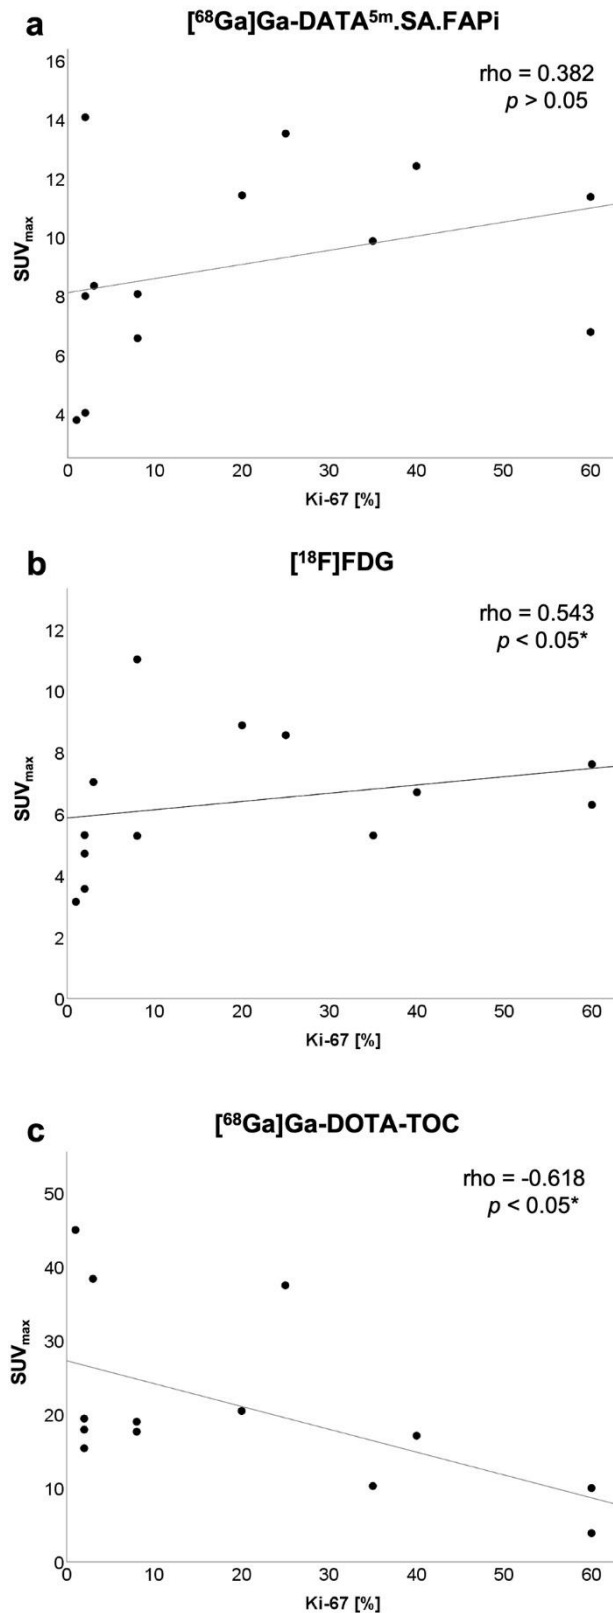 a
[⁶⁸Ga]Ga-DATA⁵ᵐ.SA.FAPi
rho = 0.382
p > 0.05
16
14
12
10
8
6
4
SUVmax
0 10 20 30 40 50 60
Ki-67 [%]
b
[¹⁸F]FDG
rho = 0.543
p < 0.05*
12
10
8
6
4
2
0
SUVmax
0 10 20 30 40 50 60
Ki-67 [%]
c
[⁶⁸Ga]Ga-DOTA-TOC
rho = -0.618
p < 0.05*
50
40
30
20
10
0
SUVmax
0 10 20 30 40 50 60
Ki-67 [%]